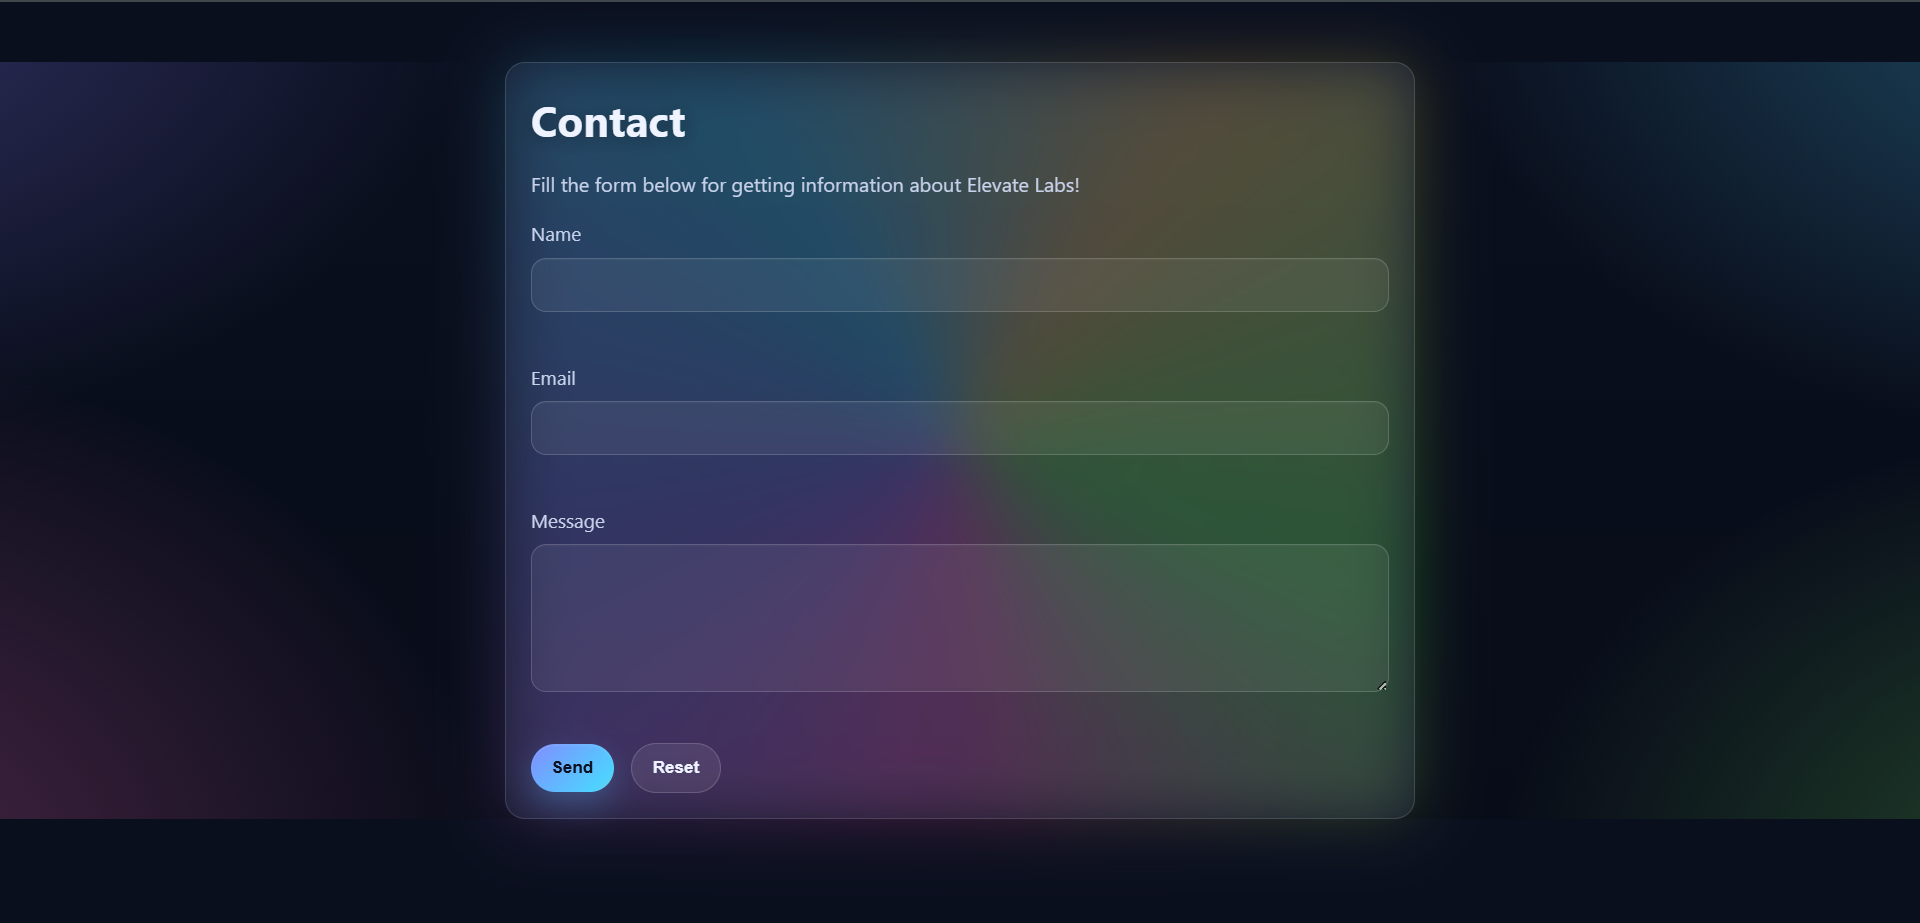 Contact
Fill the form below for getting information about Elevate Labs!
Name
Email
Message
Send
Reset